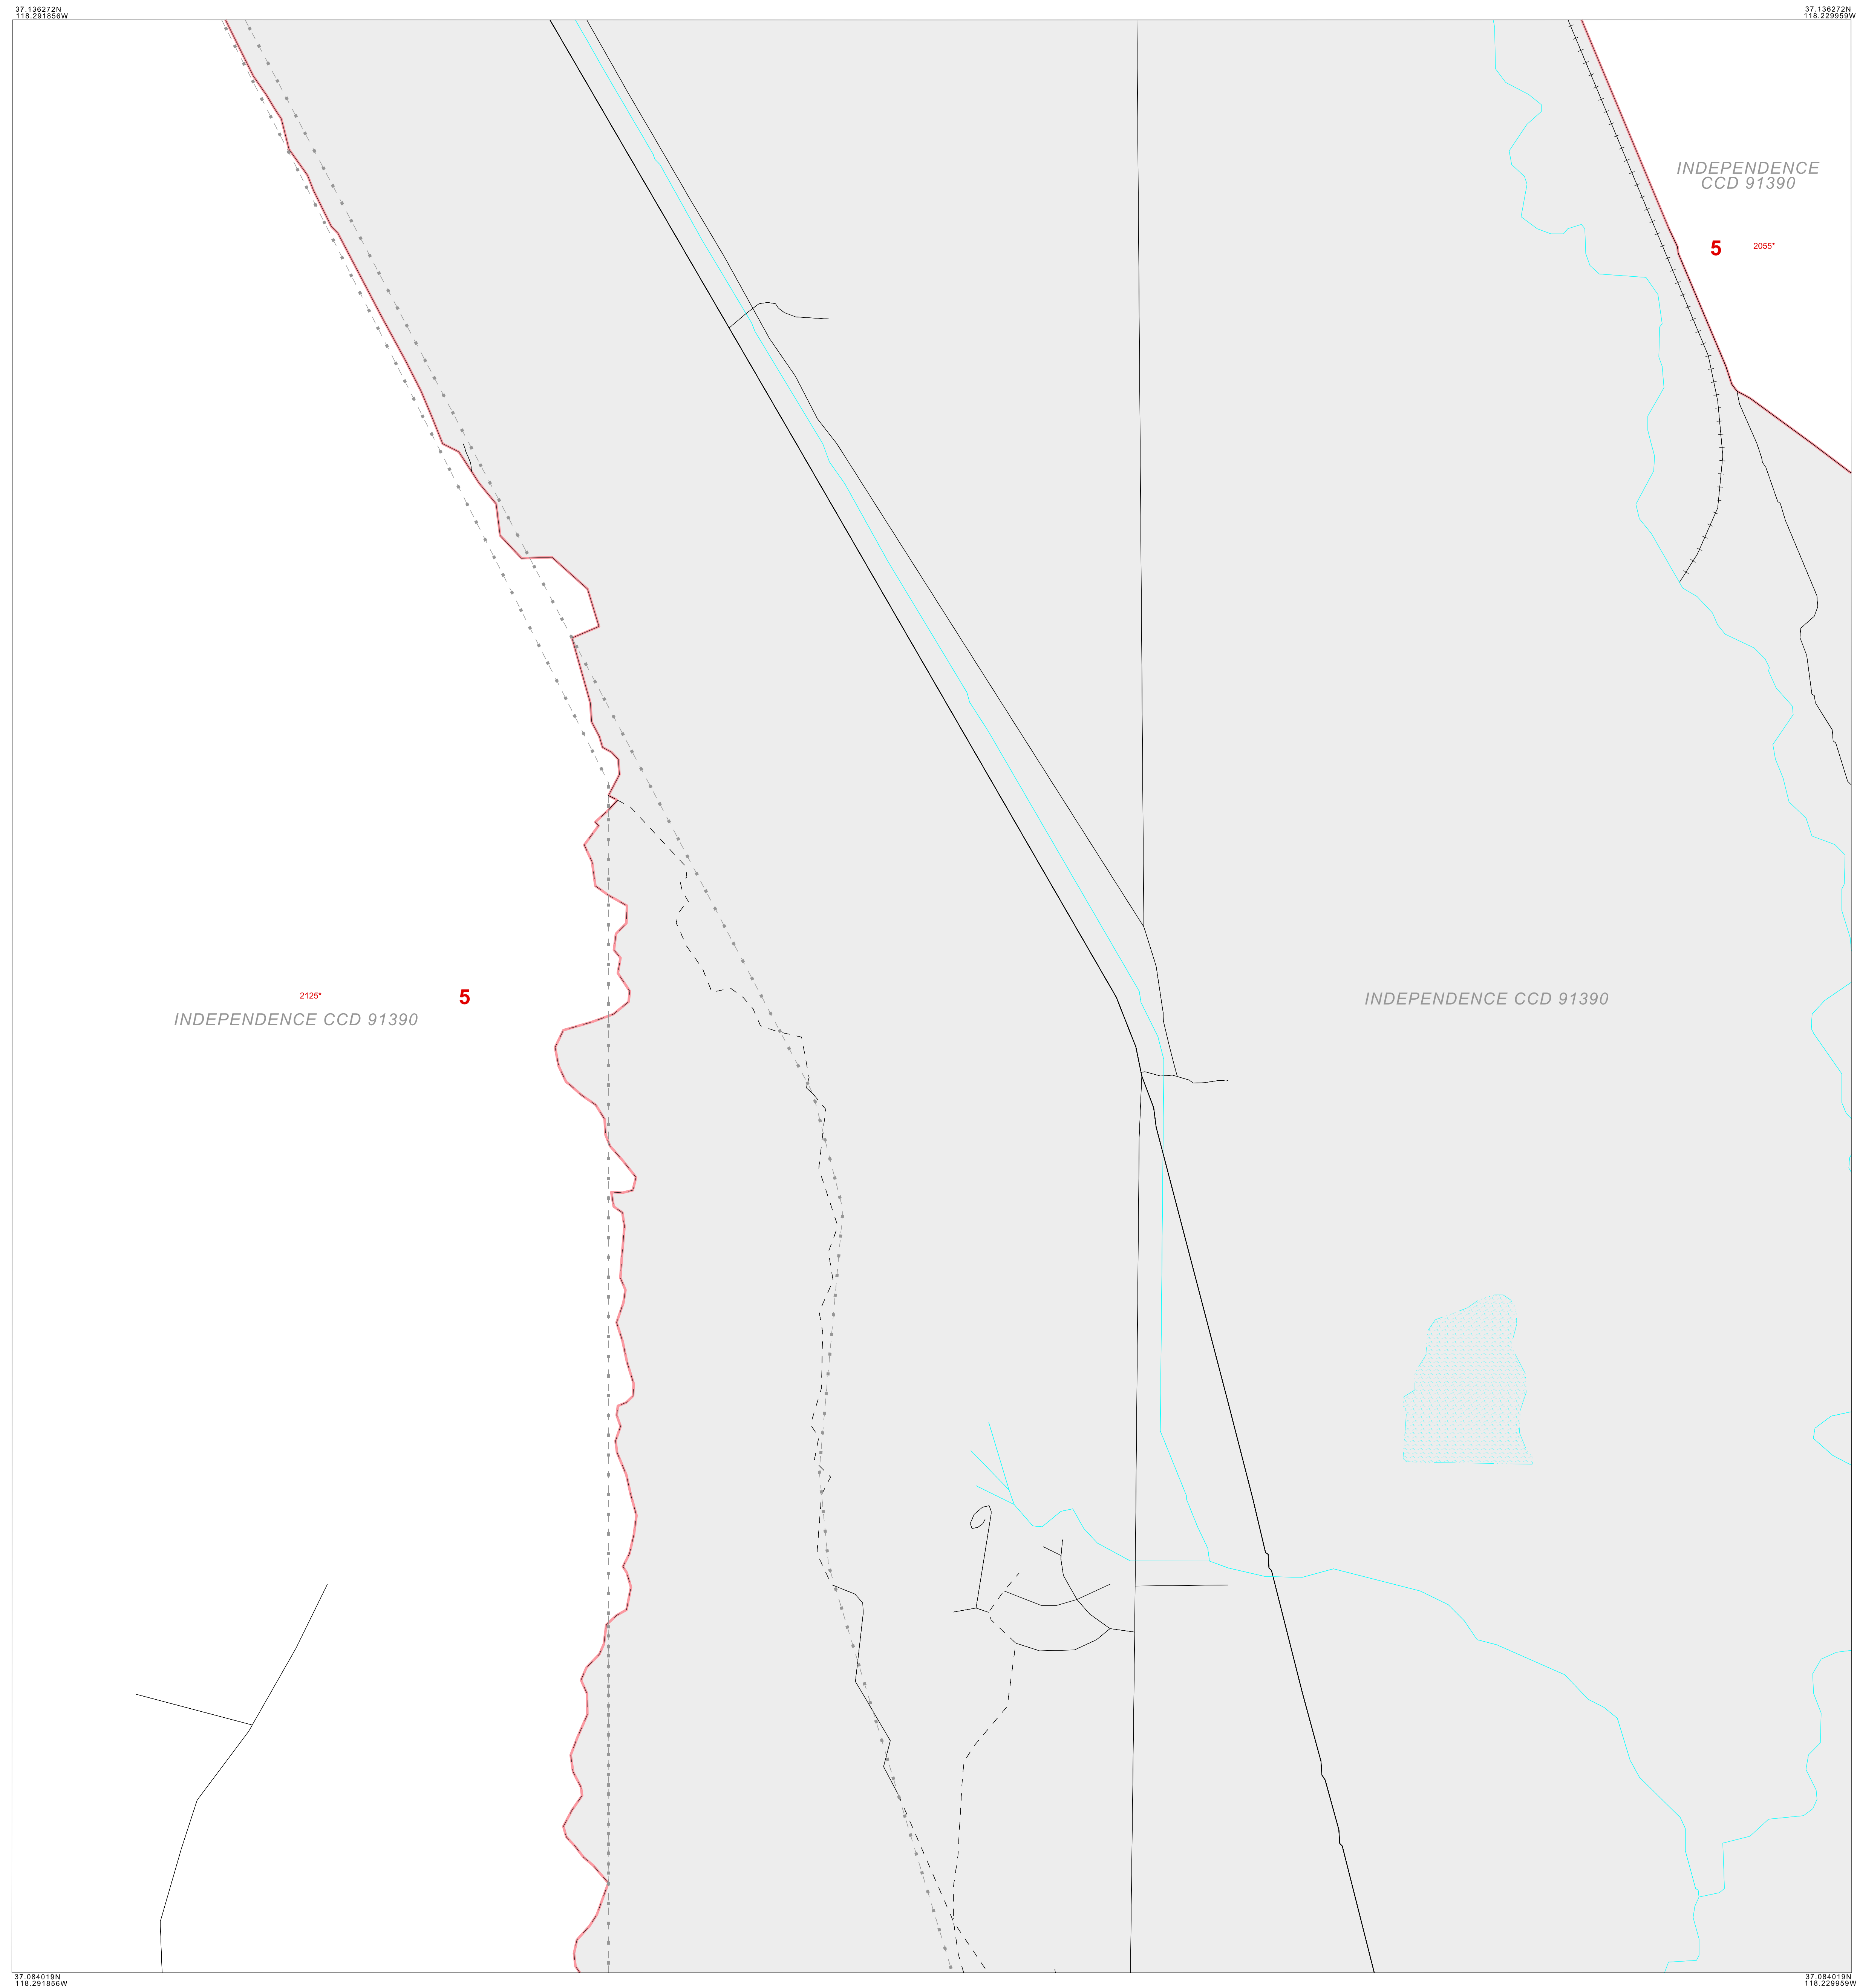 37.136272N
118.291856W
37.136272N
118.229959W
INDEPENDENCE
CCD 91390
5
2055*
2125*
5
INDEPENDENCE CCD 91390
INDEPENDENCE CCD 91390
37.084019N
118.291856W
37.084019N
118.229959W